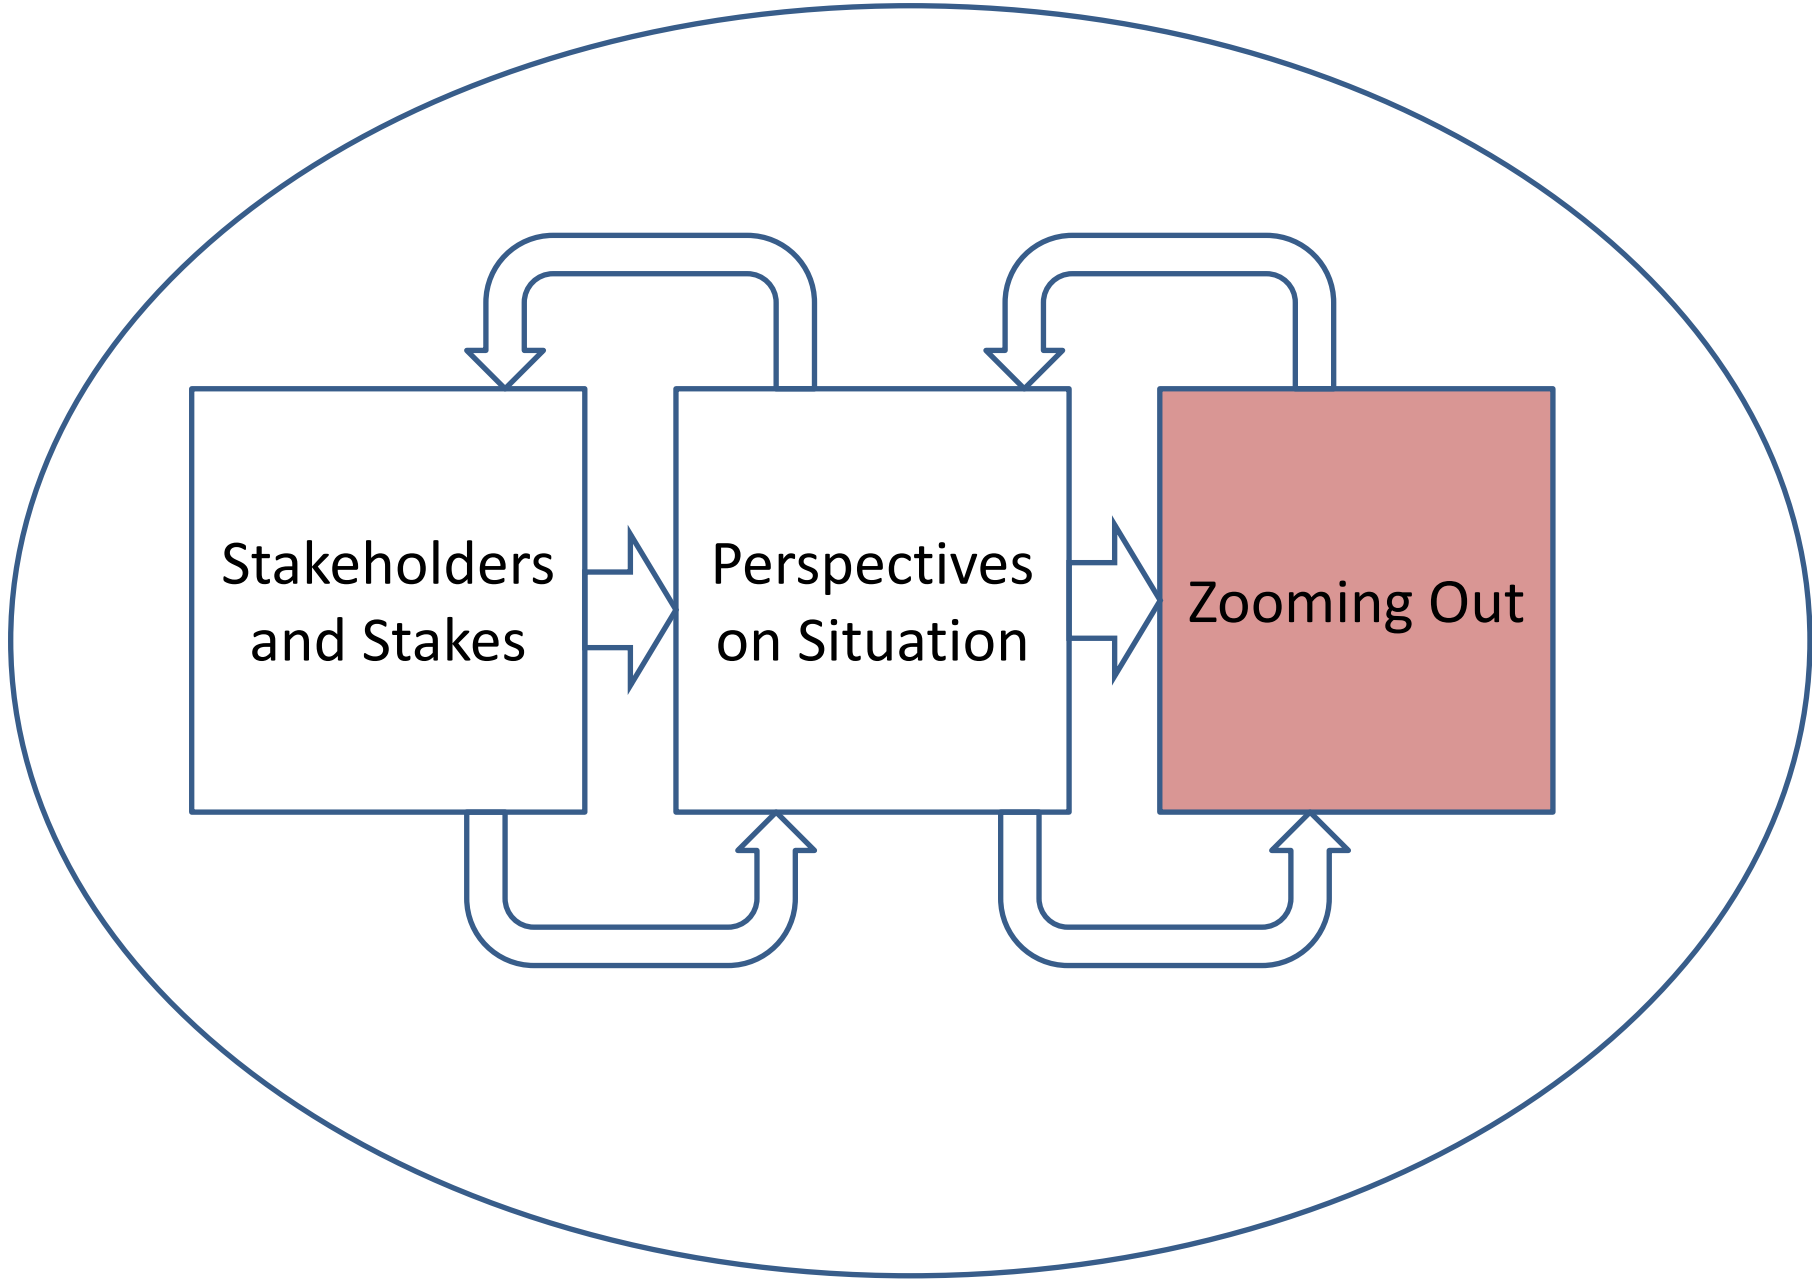 Stakeholders
and Stakes
Perspectives
on Situation
Zooming Out